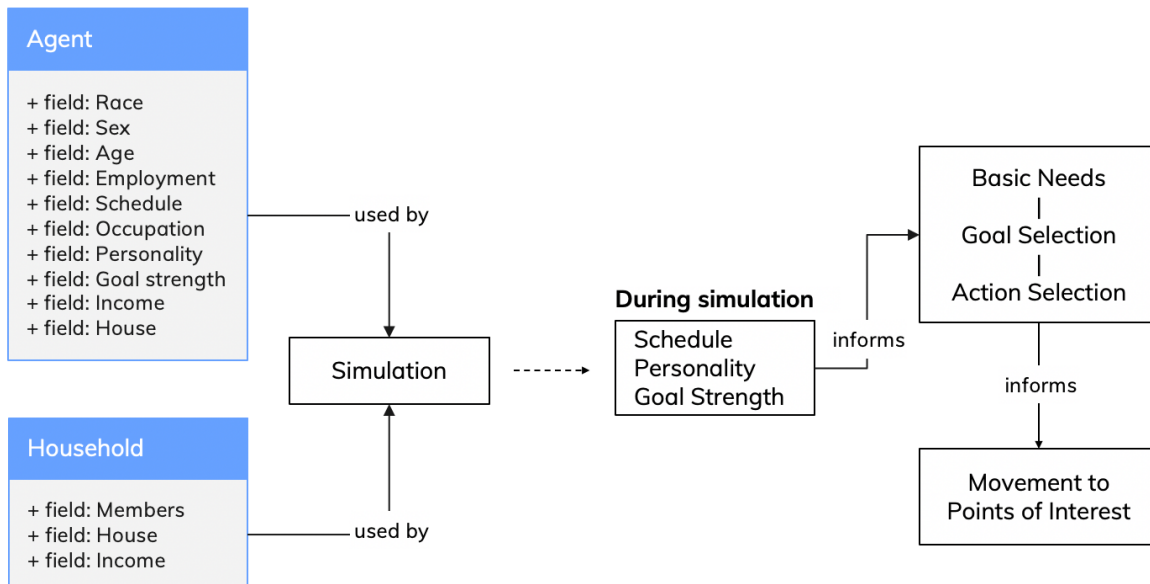 Agent
+ field: Race
+ field: Sex
+ field: Age
+ field: Employment
+ field: Schedule
+ field: Occupation
+ field: Personality
+ field: Goal strength
+ field: Income
+ field: House
used by
Simulation
Household
+ field: Members
+ field: House
+ field: Income
used by
During simulation
Schedule
Personality
Goal Strength
informs
Basic Needs
Goal Selection
Action Selection
informs
Movement to
Points of Interest